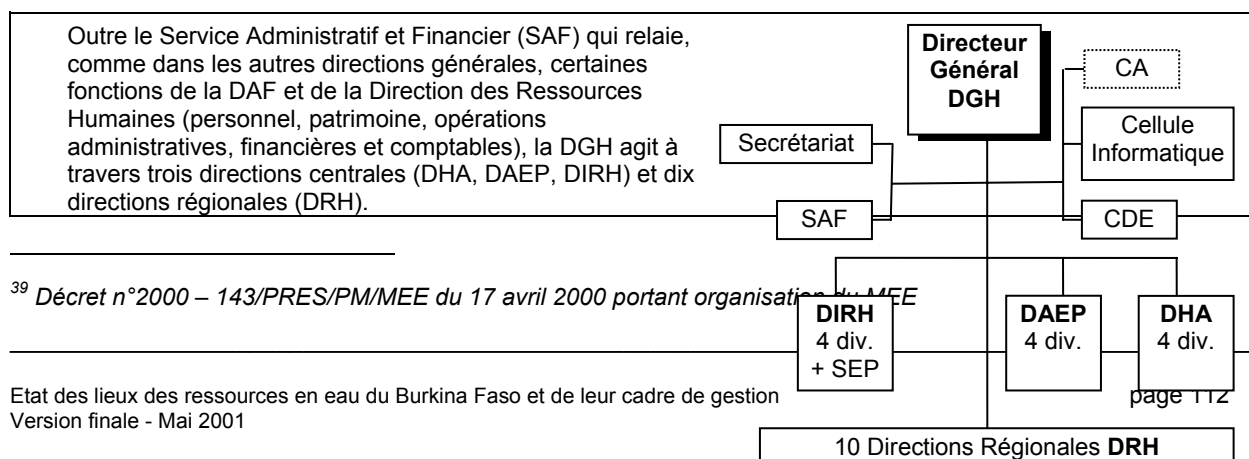 Outre le Service Administratif et Financier (SAF) qui relaie,
comme dans les autres directions générales, certaines
fonctions de la DAF et de la Direction des Ressources
Humaines (personnel, patrimoine, opérations
administratives, financières et comptables), la DGH agit à
travers trois directions centrales (DHA, DAEP, DIRH) et dix
directions régionales (DRH).
Directeur
Général
DGH
CA
Secrétariat
Cellule
Informatique
SAF
CDE
39 Décret n°2000 – 143/PRES/PM/MEE du 17 avril 2000 portant organisation du MEE
DIRH
4 div.
+ SEP
DAEP
4 div.
DHA
4 div.
Etat des lieux des ressources en eau du Burkina Faso et de leur cadre de gestion
page 112
Version finale - Mai 2001
10 Directions Régionales DRH